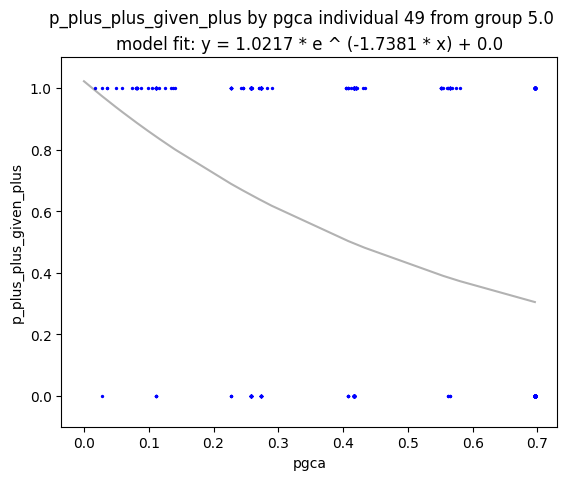 p_plus_plus_given_plus by pgca individual 49 from group 5.0
model fit: y = 1.0217 * e ^ (-1.7381 * x) + 0.0
p_plus_plus_given_plus
1.0
0.8
0.6
0.4
0.2
0.0
0.0 0.1 0.2 0.3 0.4 0.5 0.6 0.7
pgca